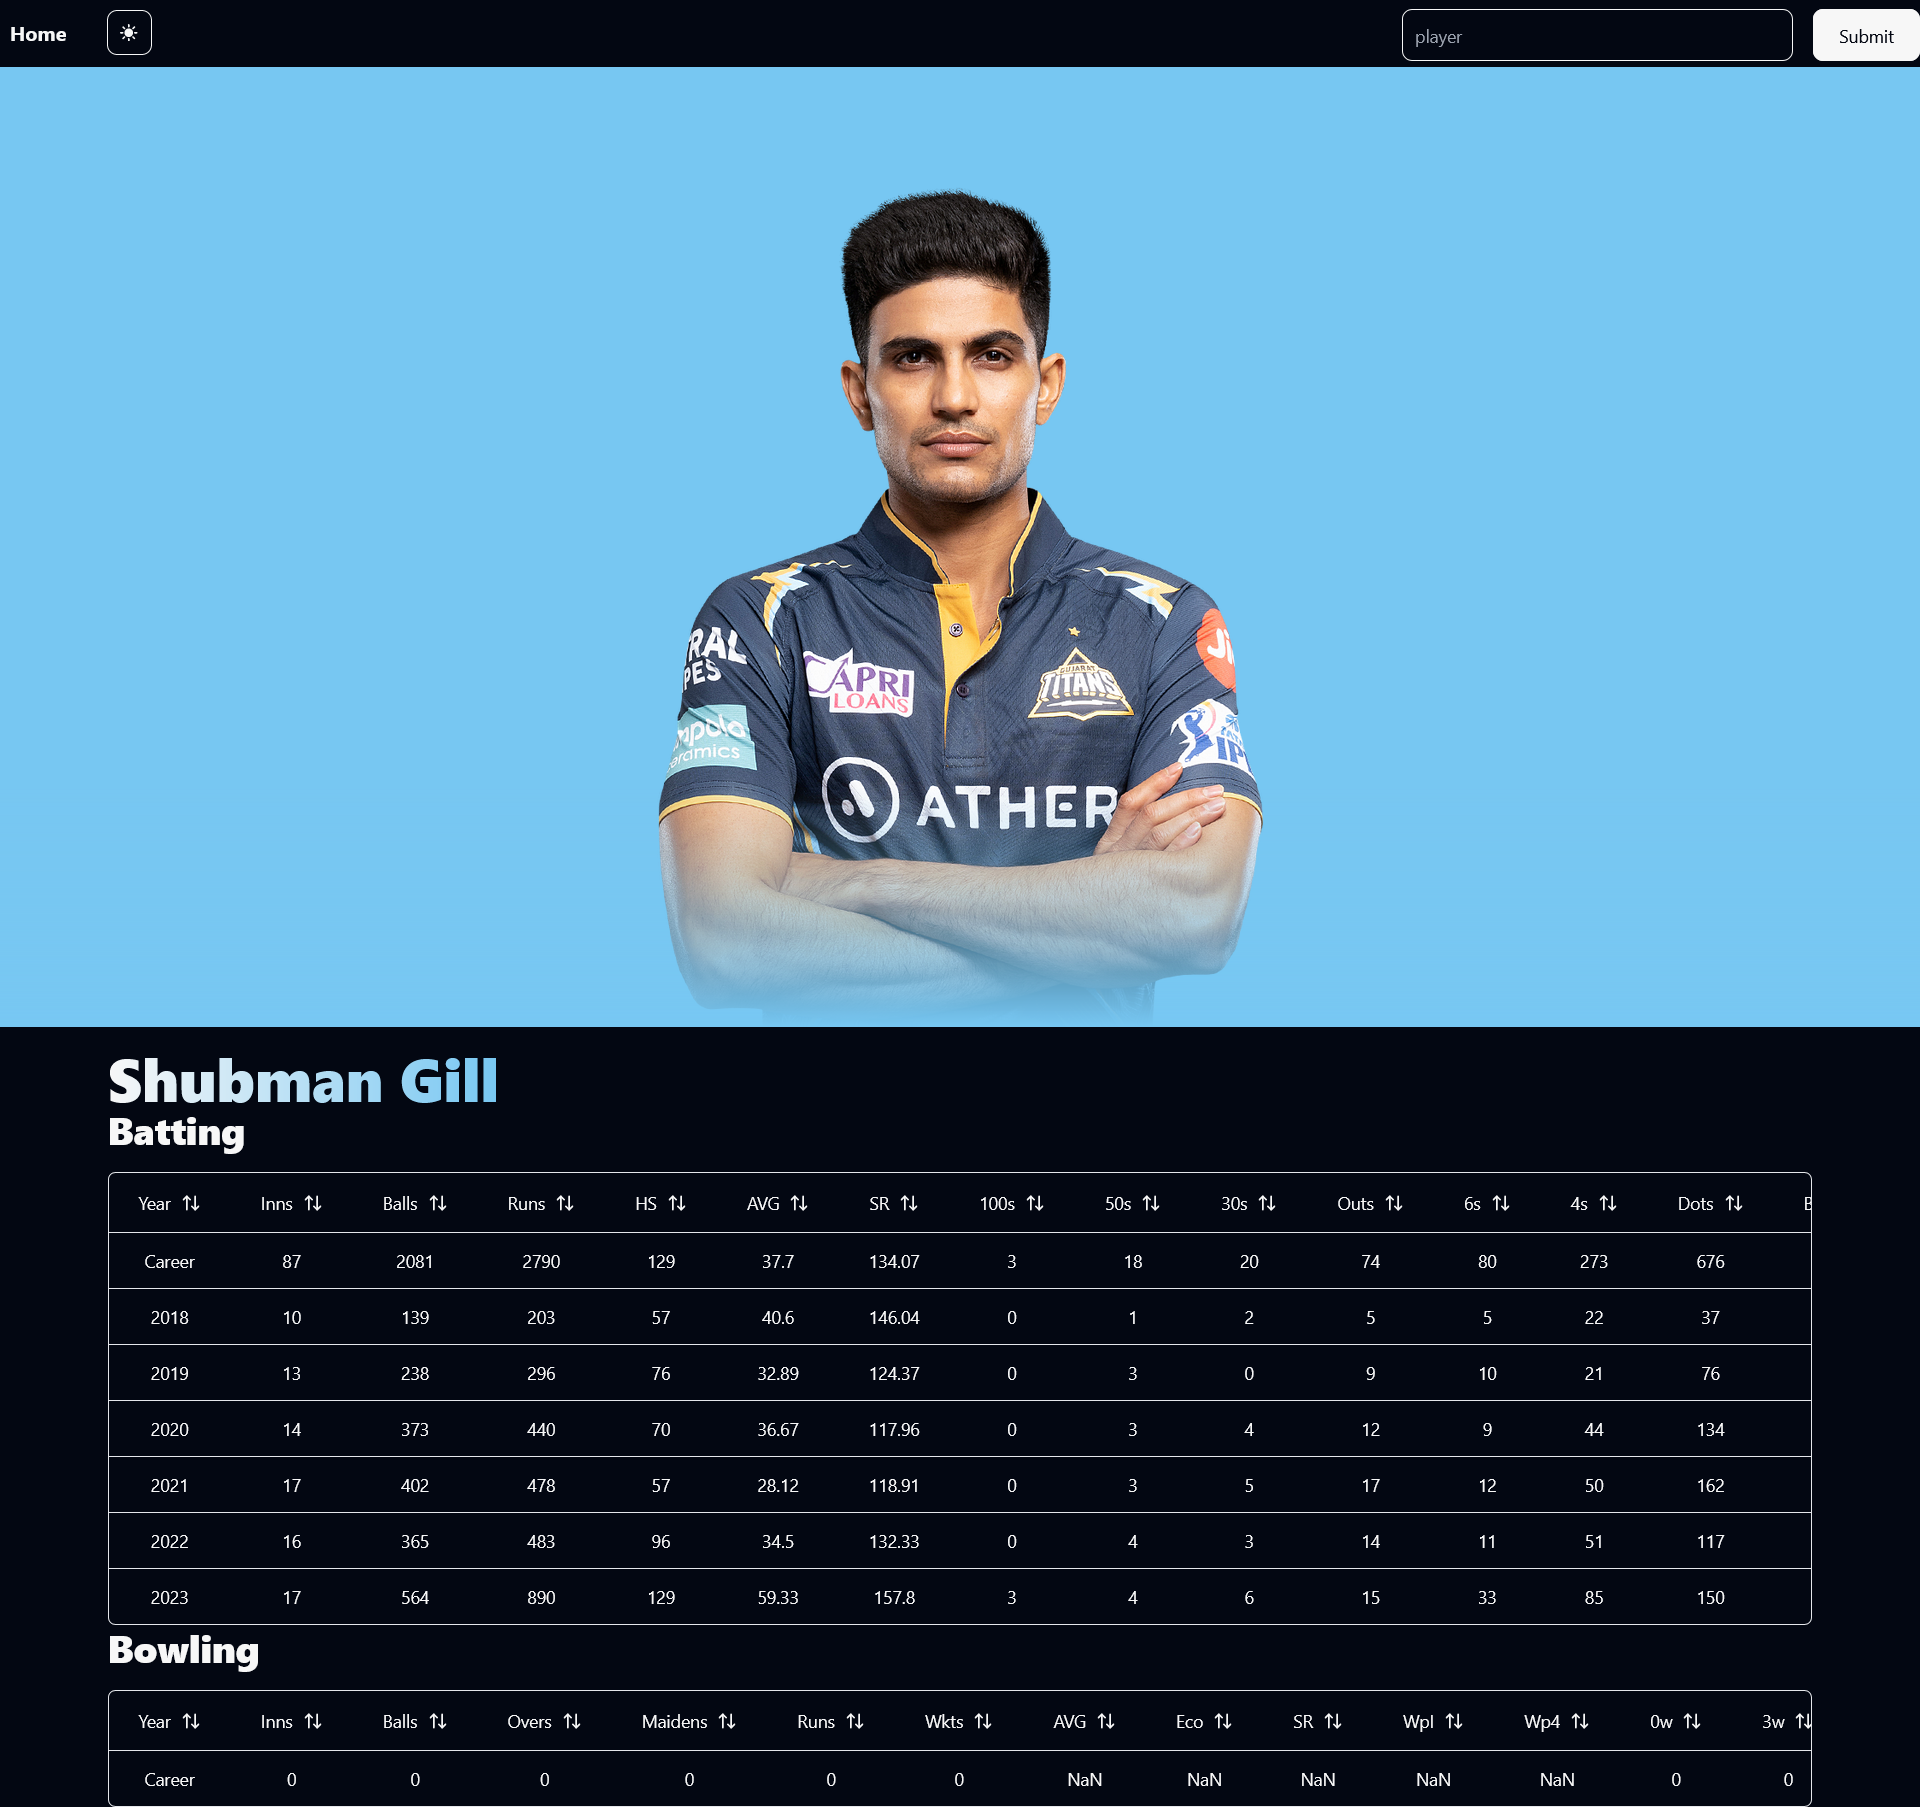 Home player Submit
RAL
PES
CAPRI
LOANS
GUJARAT
TITANS
ATHER
Shubman Gill
Batting
Year Inns Balls Runs HS AVG SR 100s 50s 30s Outs 6s 4s Dots
Career 87 2081 2790 129 37.7 134.07 3 18 20 74 80 273 676
2018 10 139 203 57 40.6 146.04 0 1 2 5 5 22 37
2019 13 238 296 76 32.89 124.37 0 3 0 9 10 21 76
2020 14 373 440 70 36.67 117.96 0 3 4 12 9 44 134
2021 17 402 478 57 28.12 118.91 0 3 5 17 12 50 162
2022 16 365 483 96 34.5 132.33 0 4 3 14 11 51 117
2023 17 564 890 129 59.33 157.8 3 4 6 15 33 85 150
Bowling
Year Inns Balls Overs Maidens Runs Wkts AVG Eco SR WpI Wp4 0w 3w
Career 0 0 0 0 0 0 NaN NaN NaN NaN NaN 0 0